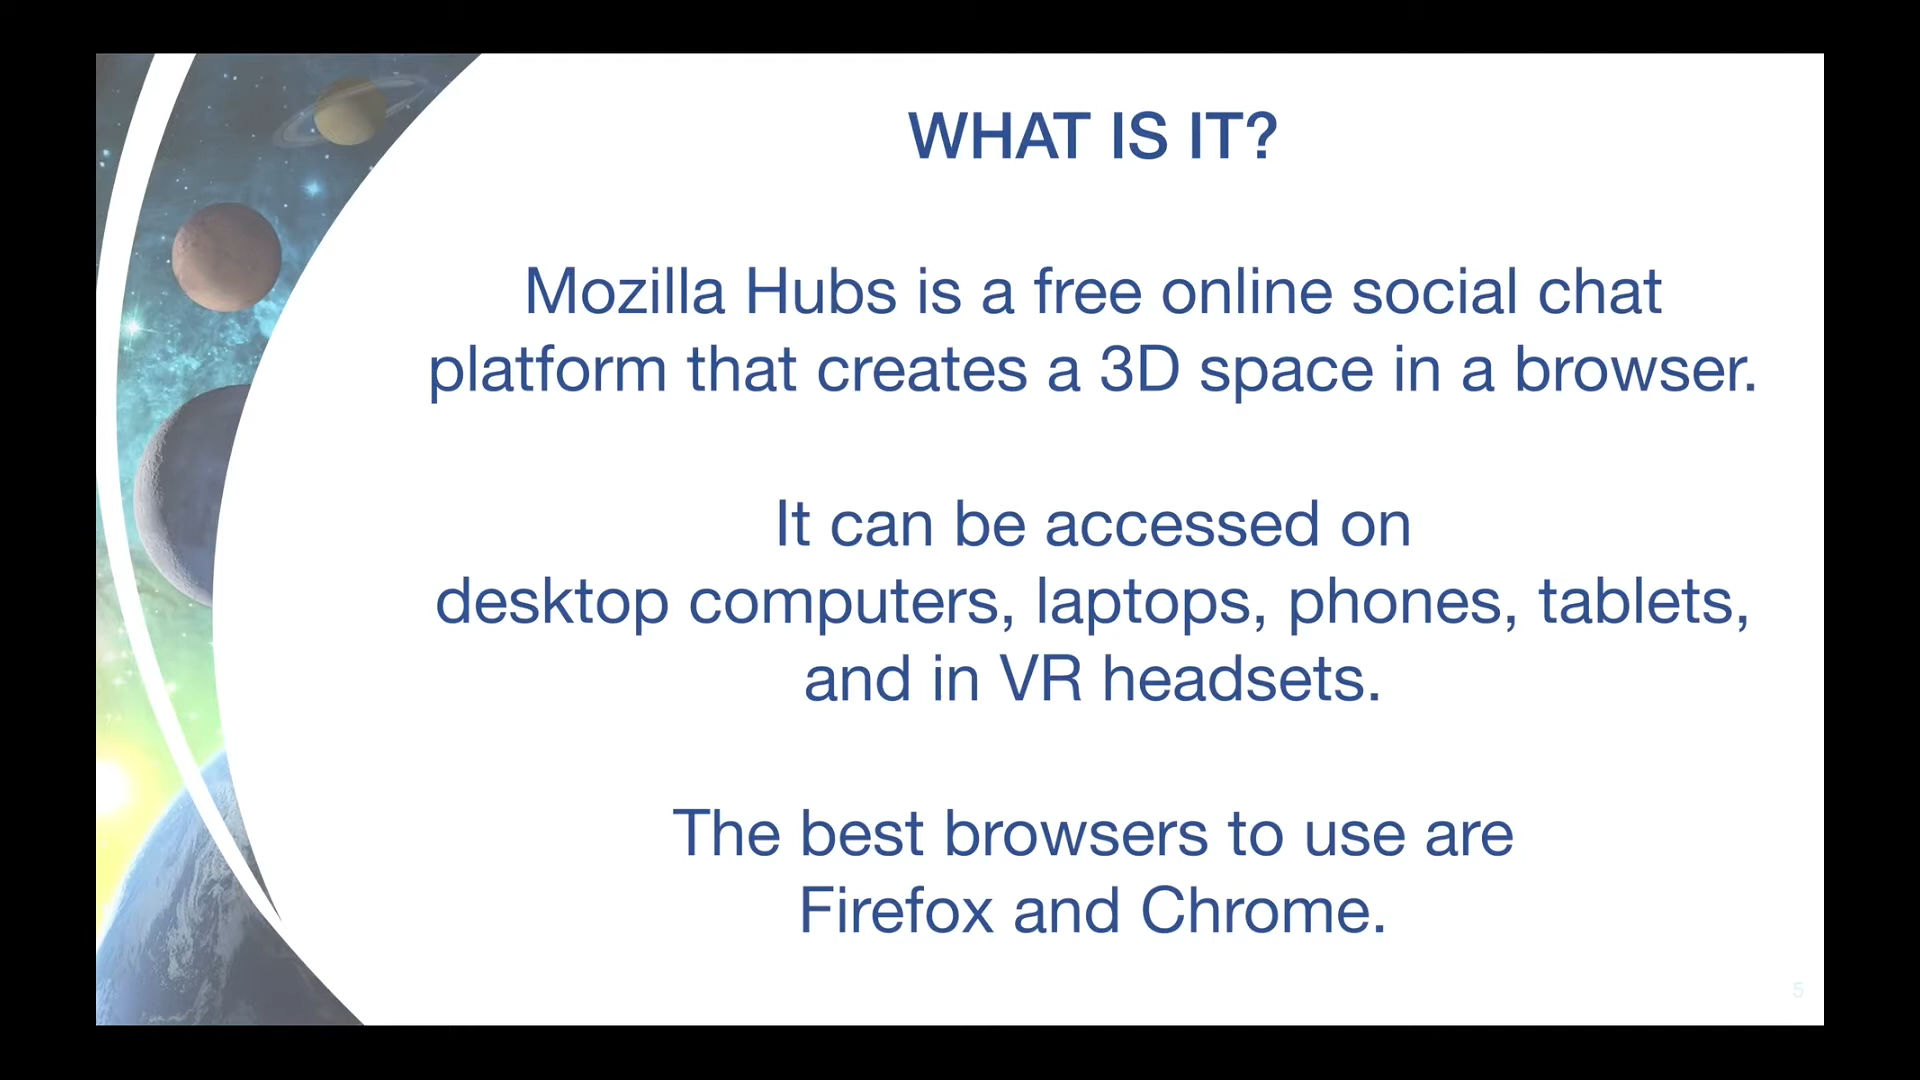 WHAT IS IT?
Mozilla Hubs is a free online social chat
platform that creates a 3D space in a browser.
It can be accessed on
desktop computers, laptops, phones, tablets,
and in VR headsets.
The best browsers to use are
Firefox and Chrome.
5